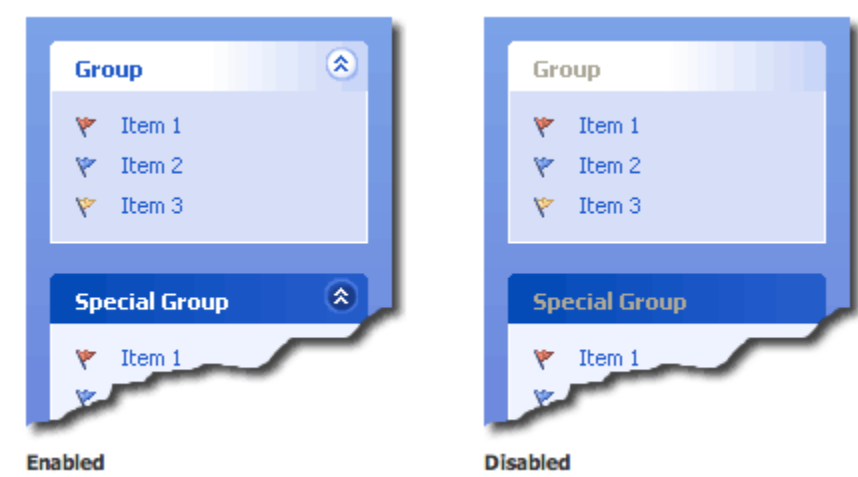 Group
Item 1
Item 2
Item 3
Special Group
Item 1
Enabled
Group
Item 1
Item 2
Item 3
Special Group
Item 1
Disabled